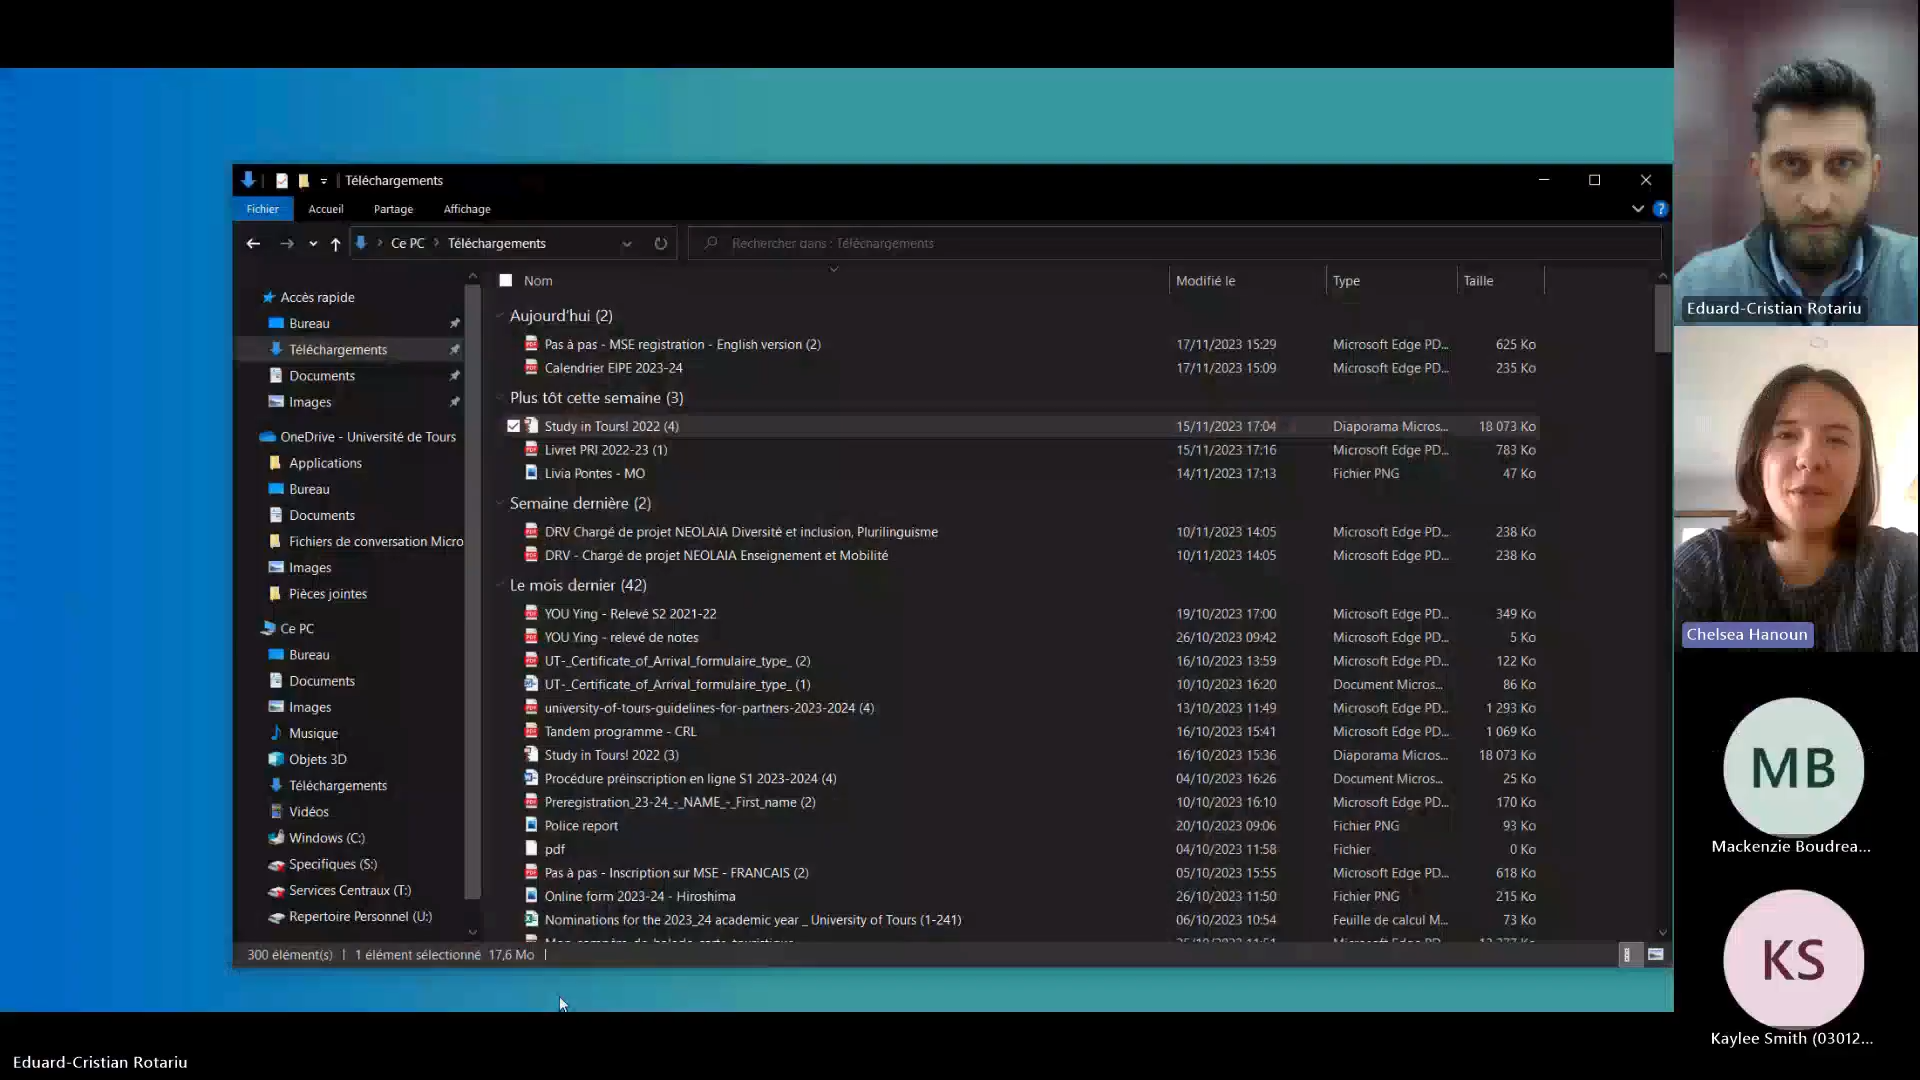 Téléchargements
Fichier Accueil Partage Affichage
Ce PC Téléchargements Rechercher dans : Téléchargements
Nom Modifié le Type Taille
Accès rapide
Bureau
Téléchargements
Documents
Images
OneDrive - Université de Tours
Applications
Bureau
Documents
Fichiers de conversation Micro
Images
Pièces jointes
Ce PC
Bureau
Documents
Images
Musique
Objets 3D
Téléchargements
Vidéos
Windows (C:)
Specifiques (S:)
Services Centraux (T:)
Repertoire Personnel (U:)
Aujourd'hui (2)
Pas à pas - MSE registration - English version (2) 17/11/2023 15:29 Microsoft Edge PD... 625 Ko
Calendrier EIPE 2023-24 17/11/2023 15:09 Microsoft Edge PD... 235 Ko
Plus tôt cette semaine (3)
Study in Tours! 2022 (4) 15/11/2023 17:04 Diaporama Micros... 18 073 Ko
Livret PRI 2022-23 (1) 15/11/2023 17:16 Microsoft Edge PD... 783 Ko
Livia Pontes - MO 14/11/2023 17:13 Fichier PNG 47 Ko
Semaine dernière (2)
DRV Chargé de projet NEOLAIA Diversité et inclusion, Plurilinguisme 10/11/2023 14:05 Microsoft Edge PD... 238 Ko
DRV - Chargé de projet NEOLAIA Enseignement et Mobilité 10/11/2023 14:05 Microsoft Edge PD... 238 Ko
Le mois dernier (42)
YOU Ying - Relevé S2 2021-22 19/10/2023 17:00 Microsoft Edge PD... 349 Ko
YOU Ying - relevé de notes 26/10/2023 09:42 Microsoft Edge PD... 5 Ko
UT-_Certificate_of_Arrival_formulaire_type_ (2) 16/10/2023 13:59 Microsoft Edge PD... 122 Ko
UT-_Certificate_of_Arrival_formulaire_type_ (1) 10/10/2023 16:20 Document Micros... 86 Ko
university-of-tours-guidelines-for-partners-2023-2024 (4) 13/10/2023 11:49 Microsoft Edge PD... 1 293 Ko
Tandem programme - CRL 16/10/2023 15:41 Microsoft Edge PD... 1 069 Ko
Study in Tours! 2022 (3) 16/10/2023 15:36 Diaporama Micros... 18 073 Ko
Procédure préinscription en ligne S1 2023-2024 (4) 04/10/2023 16:26 Document Micros... 25 Ko
Preregistration_23-24_-_NAME_-_First_name (2) 10/10/2023 16:10 Microsoft Edge PD... 170 Ko
Police report 20/10/2023 09:06 Fichier PNG 93 Ko
pdf 04/10/2023 11:58 Fichier 0 Ko
Pas à pas - Inscription sur MSE - FRANCAIS (2) 05/10/2023 15:55 Microsoft Edge PD... 618 Ko
Online form 2023-24 - Hiroshima 26/10/2023 11:50 Fichier PNG 215 Ko
Nominations for the 2023_24 academic year _ University of Tours (1-241) 06/10/2023 10:54 Feuille de calcul M... 73 Ko
300 élément(s) 1 élément sélectionné 17,6 Mo
Eduard-Cristian Rotariu
Chelsea Hanoun
MB
Mackenzie Boudrea...
KS
Kaylee Smith (03012...
Eduard-Cristian Rotariu